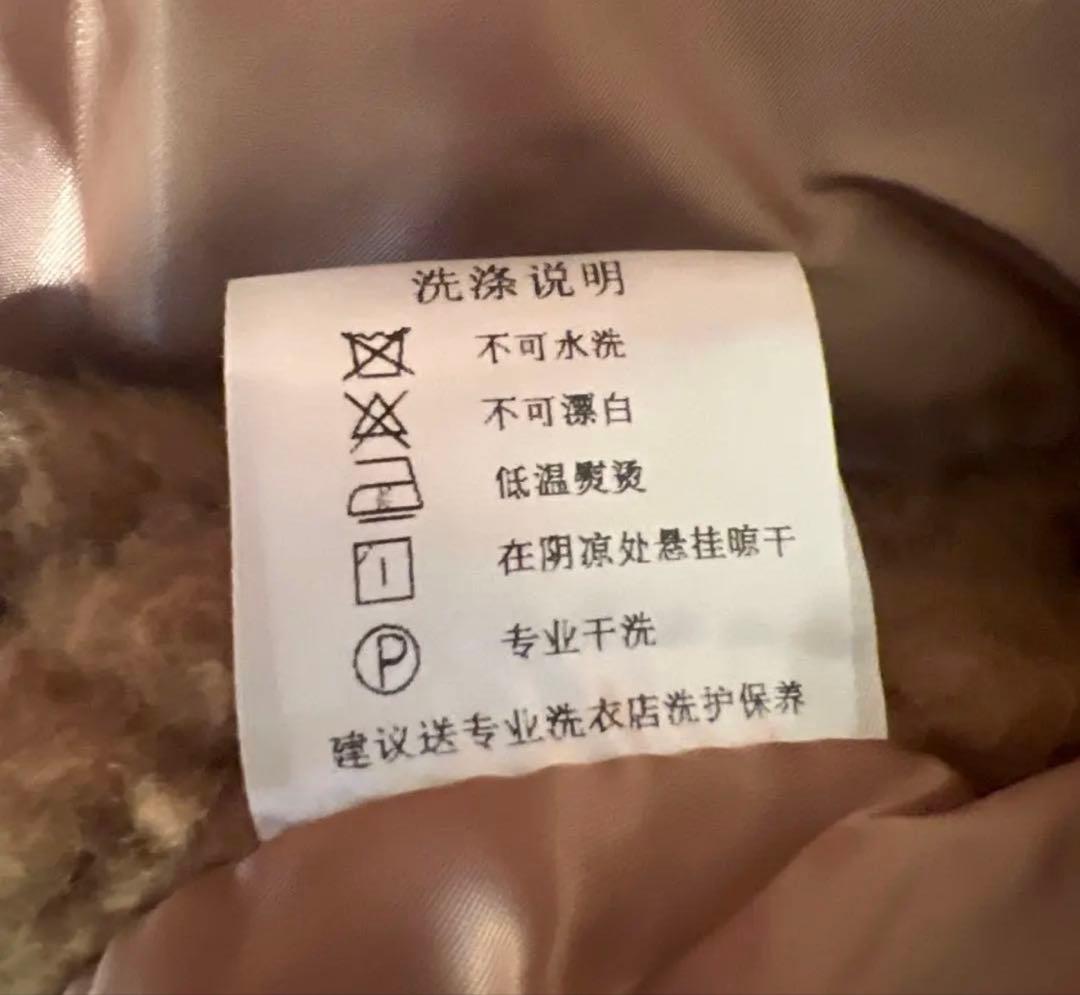 洗涤说明
不可水洗
不可漂白
低温熨烫
在阴凉处悬挂晾干
P 专业干洗
建议送专业洗衣店洗护保养